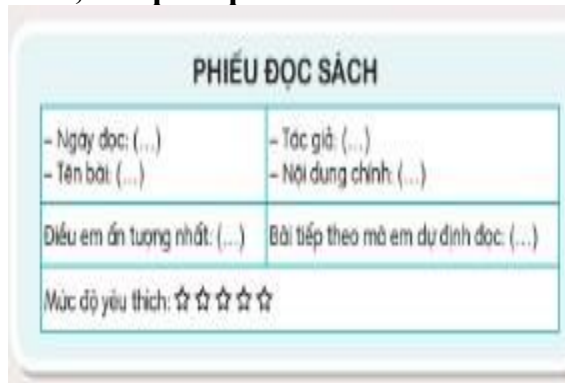 PHIẾU ĐỌC SÁCH
– Ngày đọc: (...)
– Tên bài: (...)
– Tác giả: (...)
– Nội dung chính: (...)
Điều em ấn tượng nhất: (...)
Bài tiếp theo mà em dự định đọc: (...)
Mức độ yêu thích: ☆☆☆☆☆